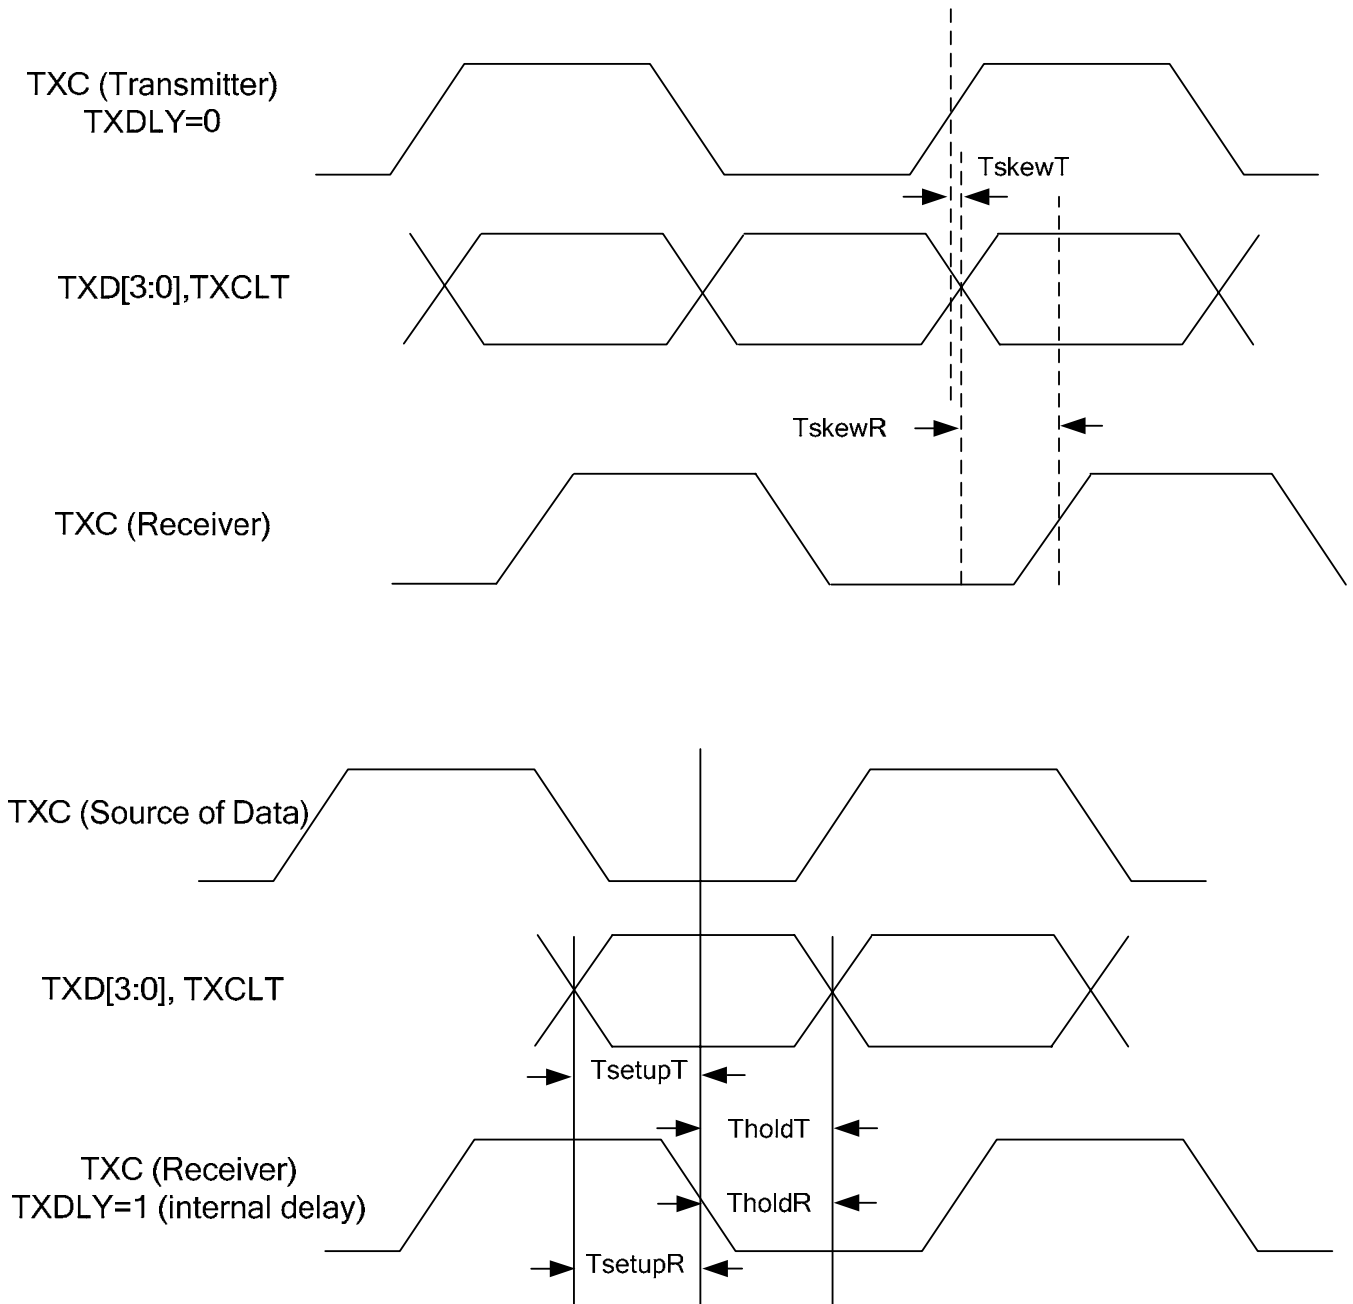 TXC (Transmitter)
TXDLY=0
TskewT
TXD[3:0],TXCLT
TskewR
TXC (Receiver)
TXC (Source of Data)
TXD[3:0], TXCLT
TsetupT
TholdT
TXC (Receiver)
TXDLY=1 (internal delay)
TholdR
TsetupR